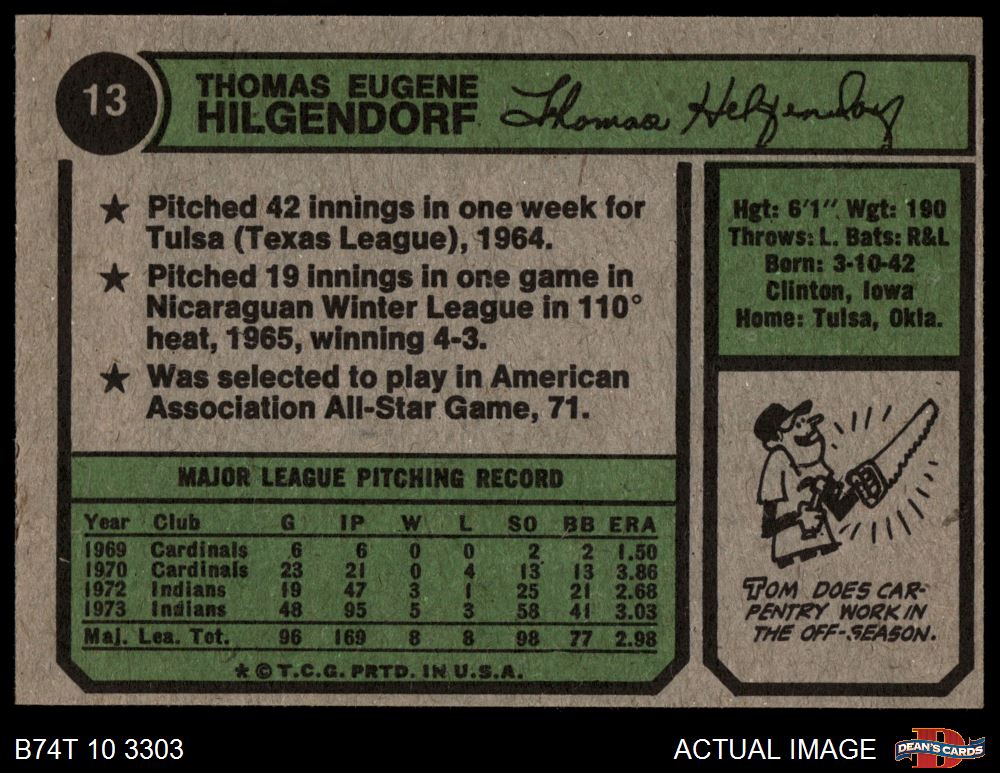 13
THOMAS EUGENE
HILGENDORF
Thomas Hilgendorf
★ Pitched 42 innings in one week for
Tulsa (Texas League), 1964.
★ Pitched 19 innings in one game in
Nicaraguan Winter League in 110°
heat, 1965, winning 4-3.
★ Was selected to play in American
Association All-Star Game, 71.
Hgt: 6'1" Wgt: 190
Throws: L. Bats: R&L
Born: 3-10-42
Clinton, Iowa
Home: Tulsa, Okla.
TOM DOES CAR-
PENTRY WORK IN
THE OFF-SEASON.
MAJOR LEAGUE PITCHING RECORD
Year Club G IP W L SO BB ERA
1969 Cardinals 6 6 0 0 2 2 1.50
1970 Cardinals 23 21 0 4 13 13 3.86
1972 Indians 19 47 3 1 25 21 2.68
1973 Indians 48 95 5 3 58 41 3.03
Maj. Lea. Tot. 96 169 8 8 98 77 2.98
* © T.C.G. PRTD. IN U.S.A.
B74T 10 3303
ACTUAL IMAGE
D
DEAN'S CARDS